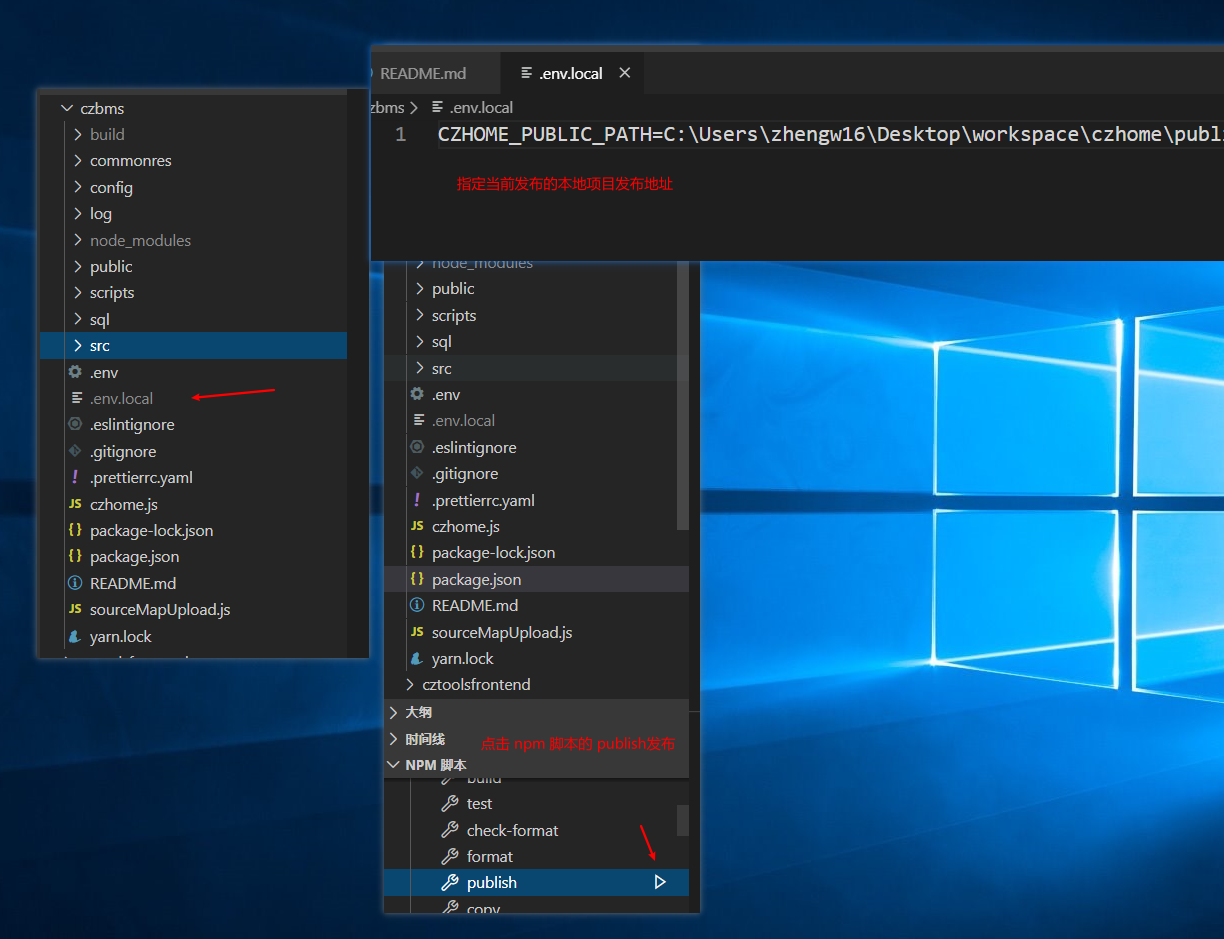 czbms
build
commonres
config
log
node_modules
public
scripts
sql
src
.env
.env.local
.eslintignore
.gitignore
.prettierrc.yaml
czhome.js
package-lock.json
package.json
README.md
sourceMapUpload.js
yarn.lock
README.md
.env.local
zbms > .env.local
1 CZHOME_PUBLIC_PATH=C:\Users\zhengw16\Desktop\workspace\czhome\publi
指定当前发布的本地项目发布地址
node_modules
public
scripts
sql
src
.env
.env.local
.eslintignore
.gitignore
.prettierrc.yaml
czhome.js
package-lock.json
package.json
README.md
sourceMapUpload.js
yarn.lock
cztoolsfrontend
大纲
时间线
点击 npm 脚本的 publish发布
NPM 脚本
build
test
check-format
format
publish
copy